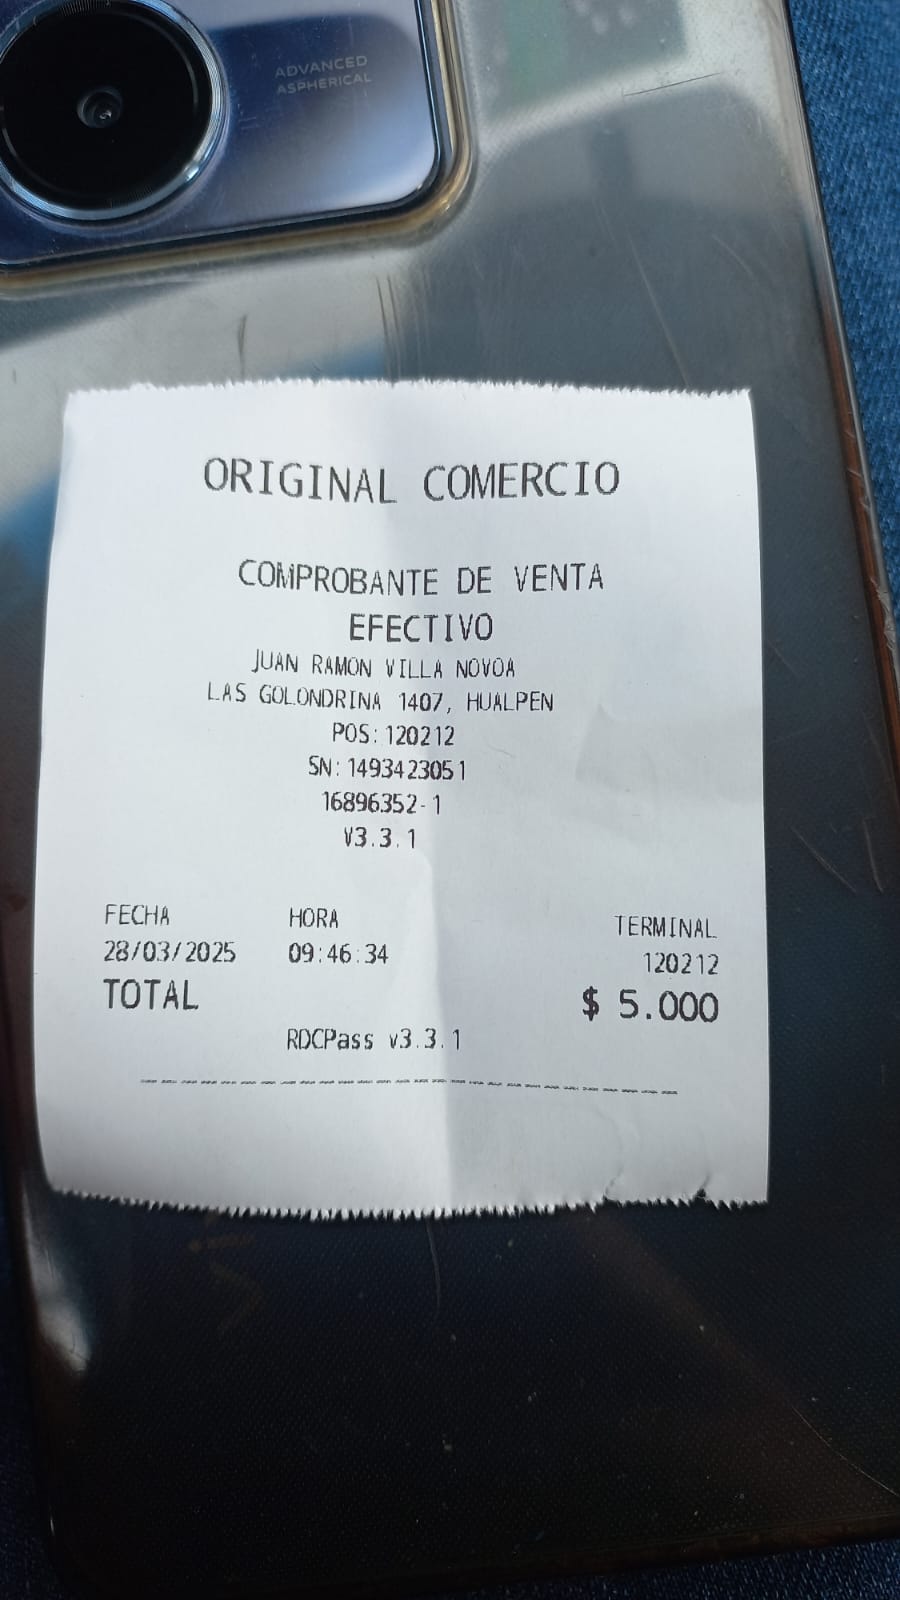 ADVANCED
ASPHERICAL
ORIGINAL COMERCIO
COMPROBANTE DE VENTA
EFECTIVO
JUAN RAMON VILLA NOVOA
LAS GOLONDRINA 1407, HUALPEN
POS: 120212
SN: 1493423051
16896352-1
V3.3.1
FECHA HORA TERMINAL
28/03/2025 09:46:34 120212
TOTAL $ 5.000
RDCPass v3.3.1